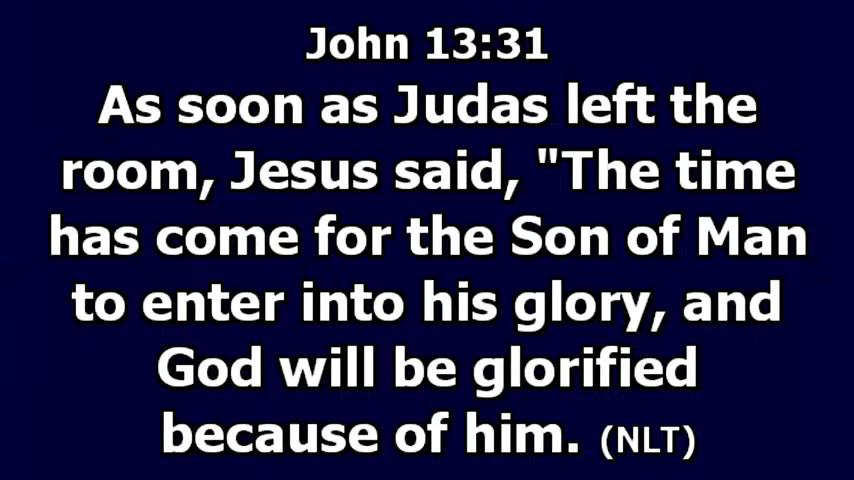 John 13:31
As soon as Judas left the
room, Jesus said, "The time
has come for the Son of Man
to enter into his glory, and
God will be glorified
because of him. (NLT)